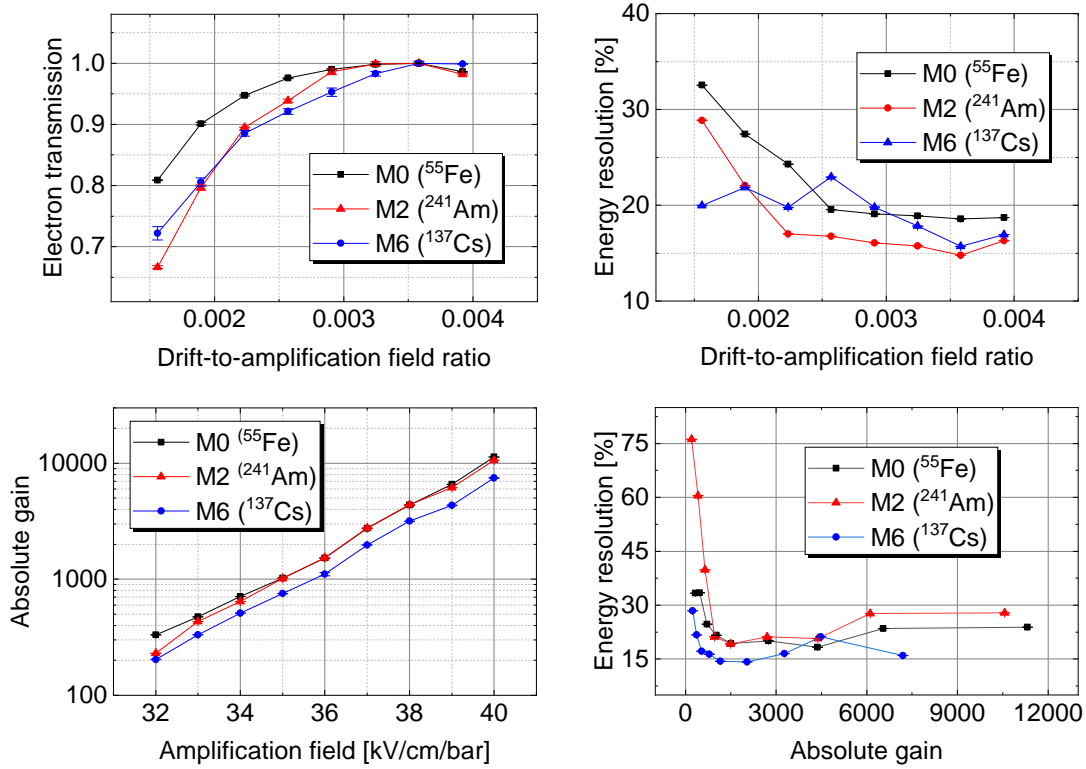 Electron transmission
1.0
0.9
0.8
0.7
M0 (⁵⁵Fe)
M2 (²⁴¹Am)
M6 (¹³⁷Cs)
0.002 0.003 0.004
Drift-to-amplification field ratio
Energy resolution [%]
40
30
20
10
M0 (⁵⁵Fe)
M2 (²⁴¹Am)
M6 (¹³⁷Cs)
0.002 0.003 0.004
Drift-to-amplification field ratio
Absolute gain
10000
1000
100
M0 (⁵⁵Fe)
M2 (²⁴¹Am)
M6 (¹³⁷Cs)
32 34 36 38 40
Amplification field [kV/cm/bar]
Energy resolution [%]
75
60
45
30
15
M0 (⁵⁵Fe)
M2 (²⁴¹Am)
M6 (¹³⁷Cs)
0 3000 6000 9000 12000
Absolute gain